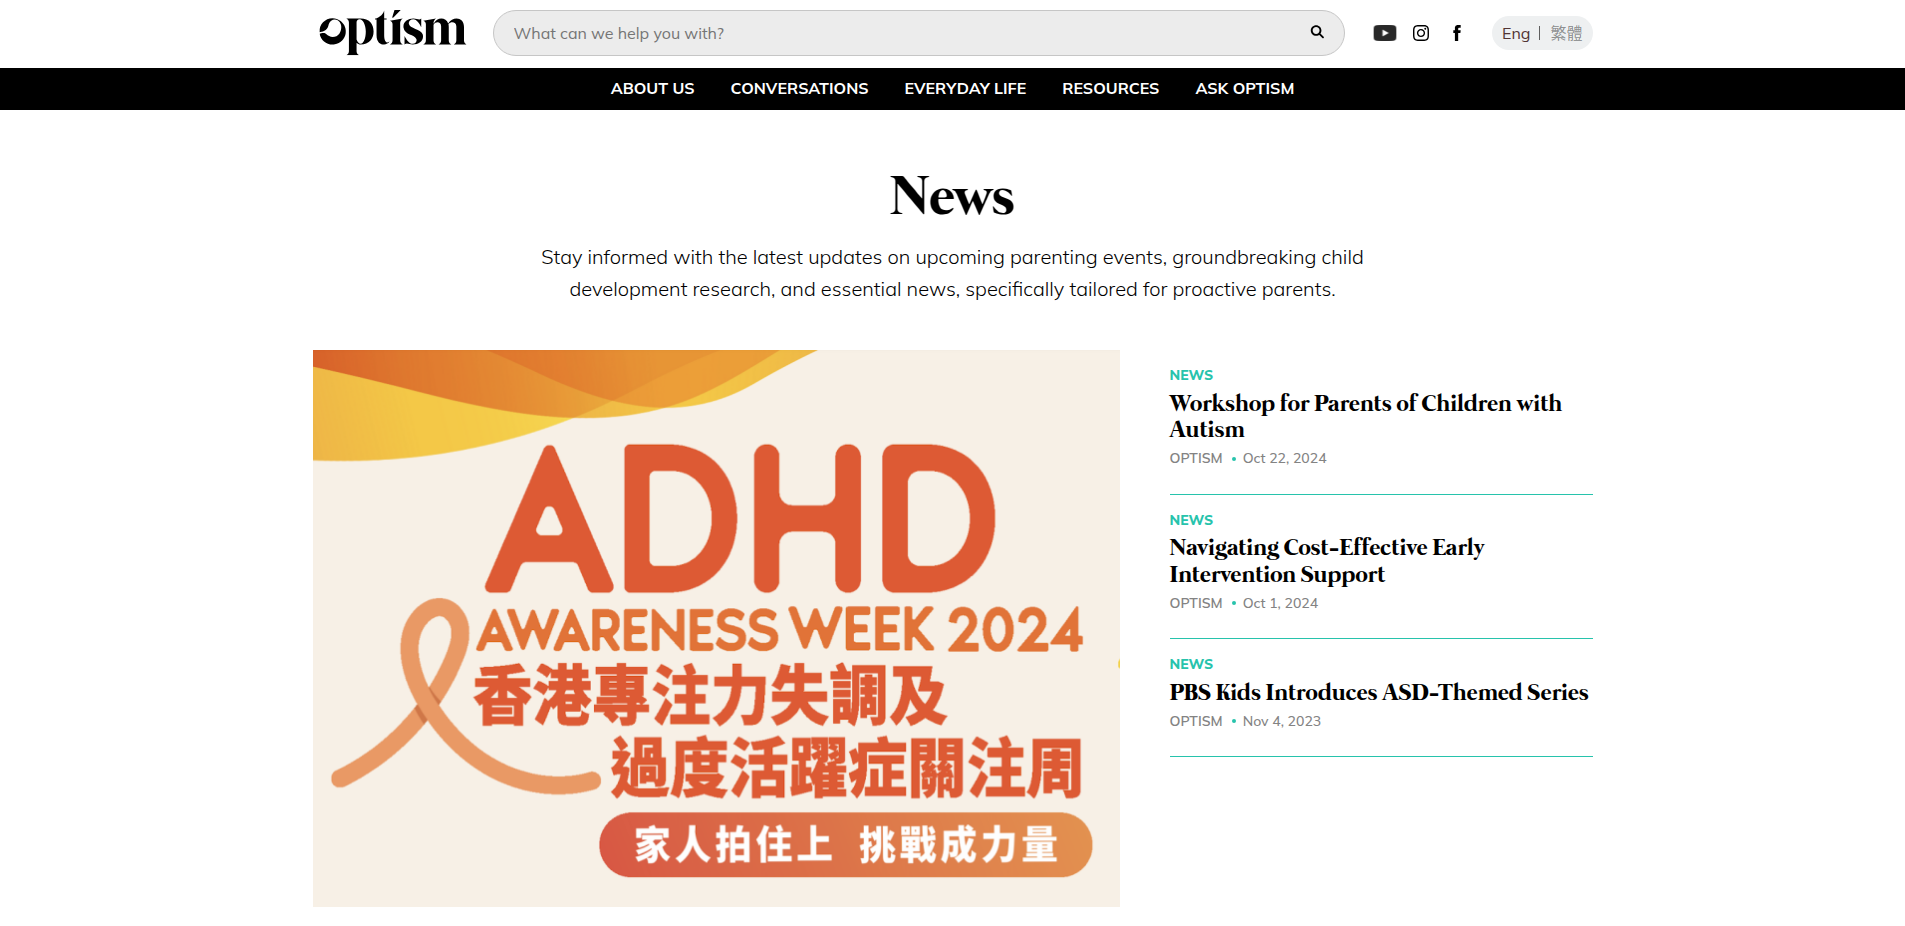 optism
What can we help you with?
Eng | 繁體
ABOUT US
CONVERSATIONS
EVERYDAY LIFE
RESOURCES
ASK OPTISM
News
Stay informed with the latest updates on upcoming parenting events, groundbreaking child
development research, and essential news, specifically tailored for proactive parents.
ADHD
AWARENESS WEEK 2024
香港專注力失調及
過度活躍症關注周
家人拍住上 挑戰成力量
NEWS
Workshop for Parents of Children with
Autism
OPTISM • Oct 22, 2024
NEWS
Navigating Cost-Effective Early
Intervention Support
OPTISM • Oct 1, 2024
NEWS
PBS Kids Introduces ASD-Themed Series
OPTISM • Nov 4, 2023